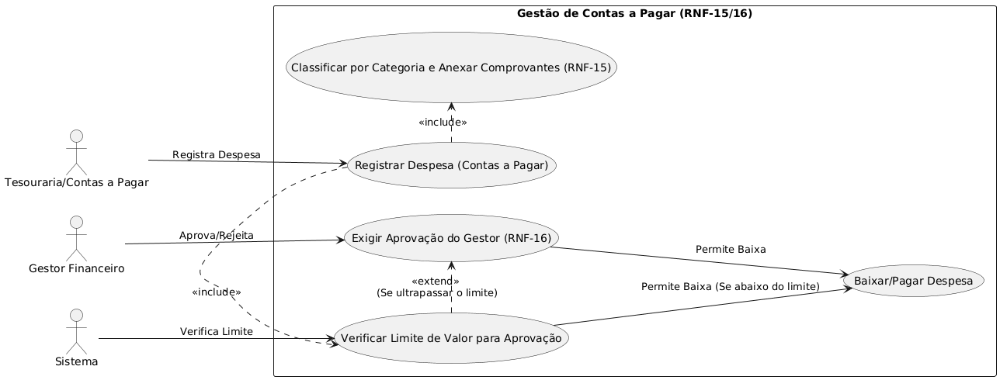 Gestão de Contas a Pagar (RNF-15/16)
Classificar por Categoria e Anexar Comprovantes (RNF-15)
«include»
Registra Despesa
Registrar Despesa (Contas a Pagar)
Tesouraria/Contas a Pagar
Aprova/Rejeita
Exigir Aprovação do Gestor (RNF-16)
Permite Baixa
Gestor Financeiro
«extend»
(Se ultrapassar o limite)
Baixar/Pagar Despesa
Permite Baixa (Se abaixo do limite)
«include»
Verifica Limite
Verificar Limite de Valor para Aprovação
Sistema